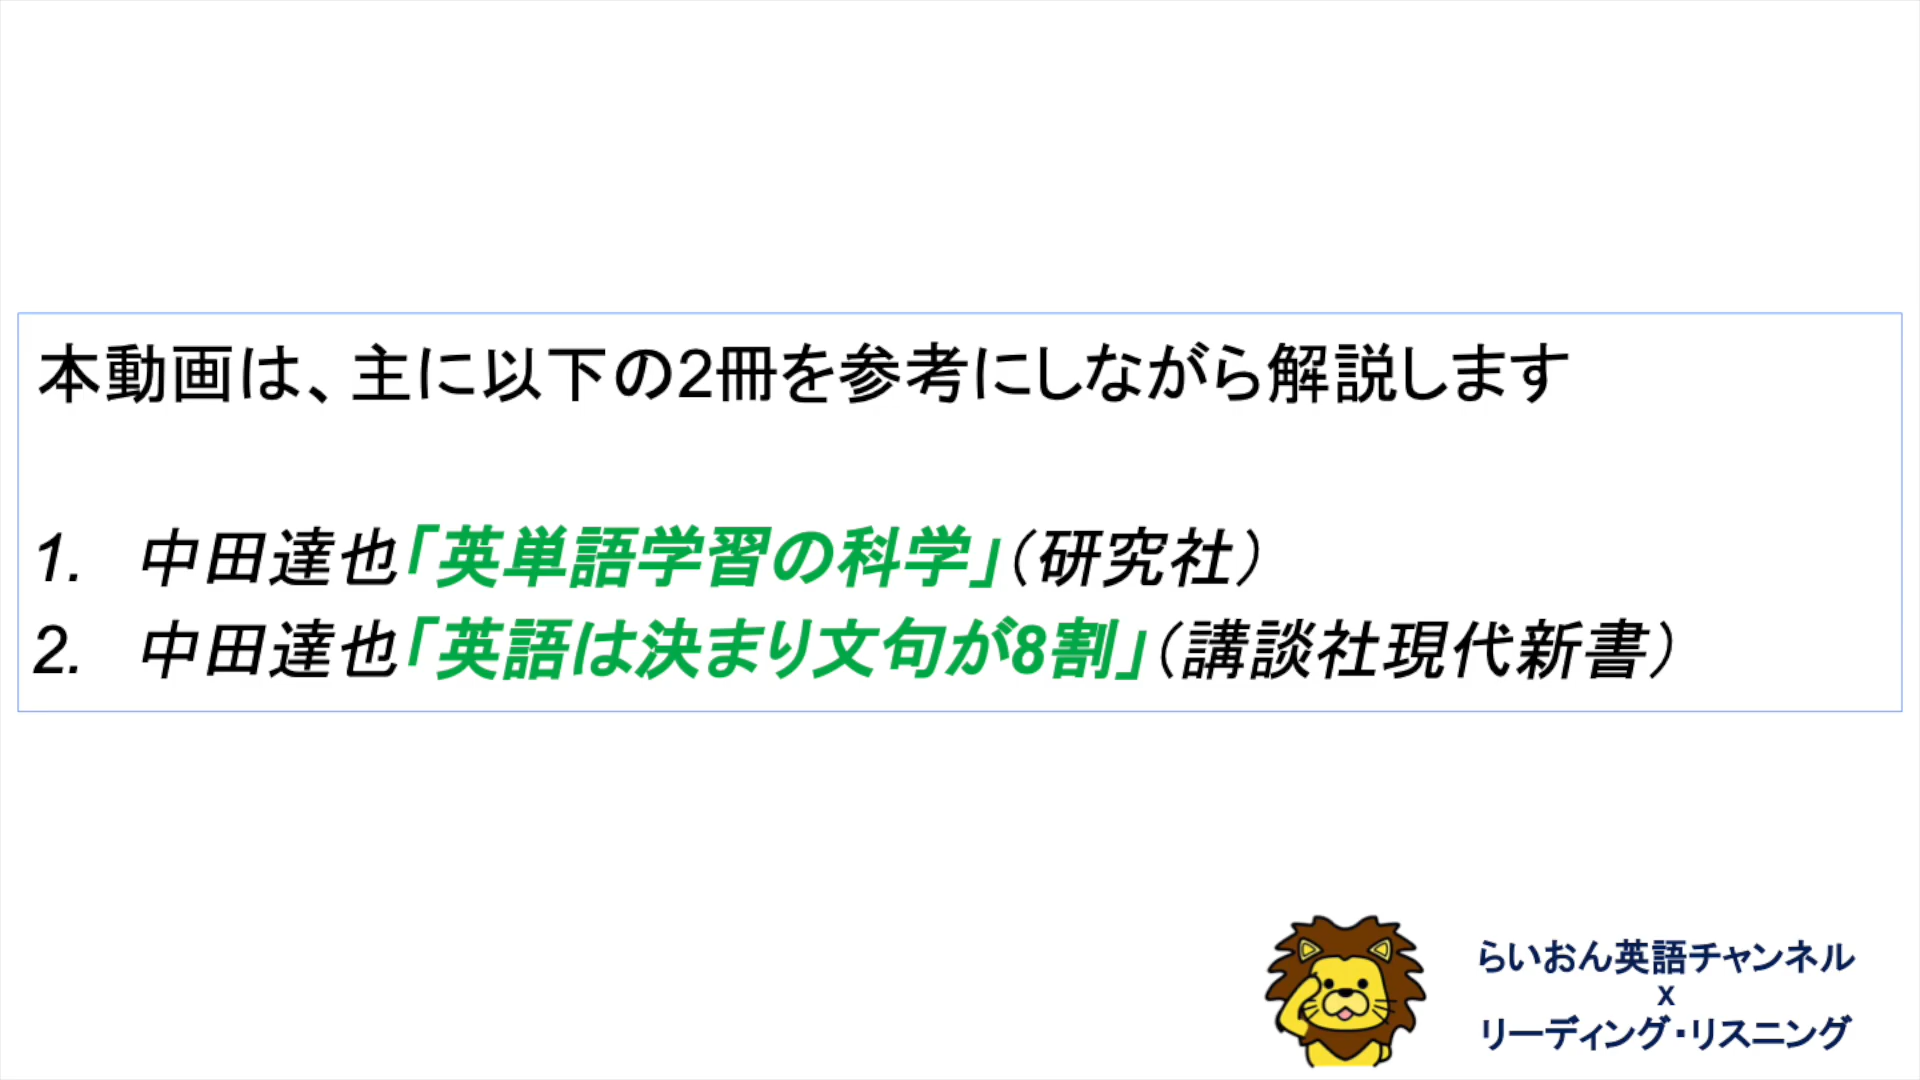 本動画は、主に以下の2冊を参考にしながら解説します
1. 中田達也「英単語学習の科学」（研究社）
2. 中田達也「英語は決まり文句が8割」（講談社現代新書）
らいおん英語チャンネル
x
リーディング・リスニング